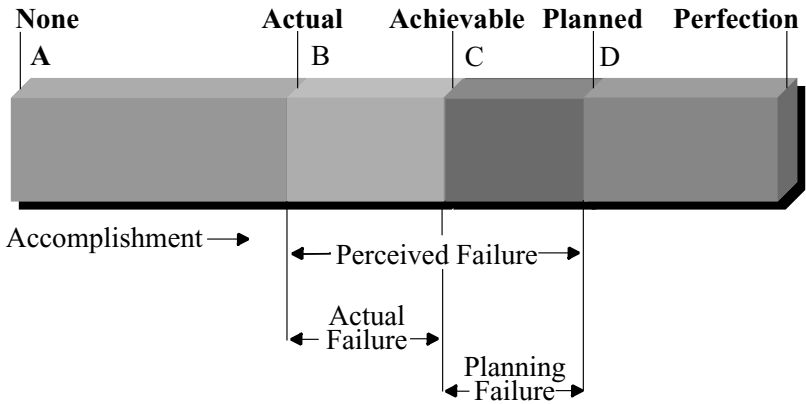 None Actual Achievable Planned Perfection
A B C D
Accomplishment
Perceived Failure
Actual
Failure
Planning
Failure